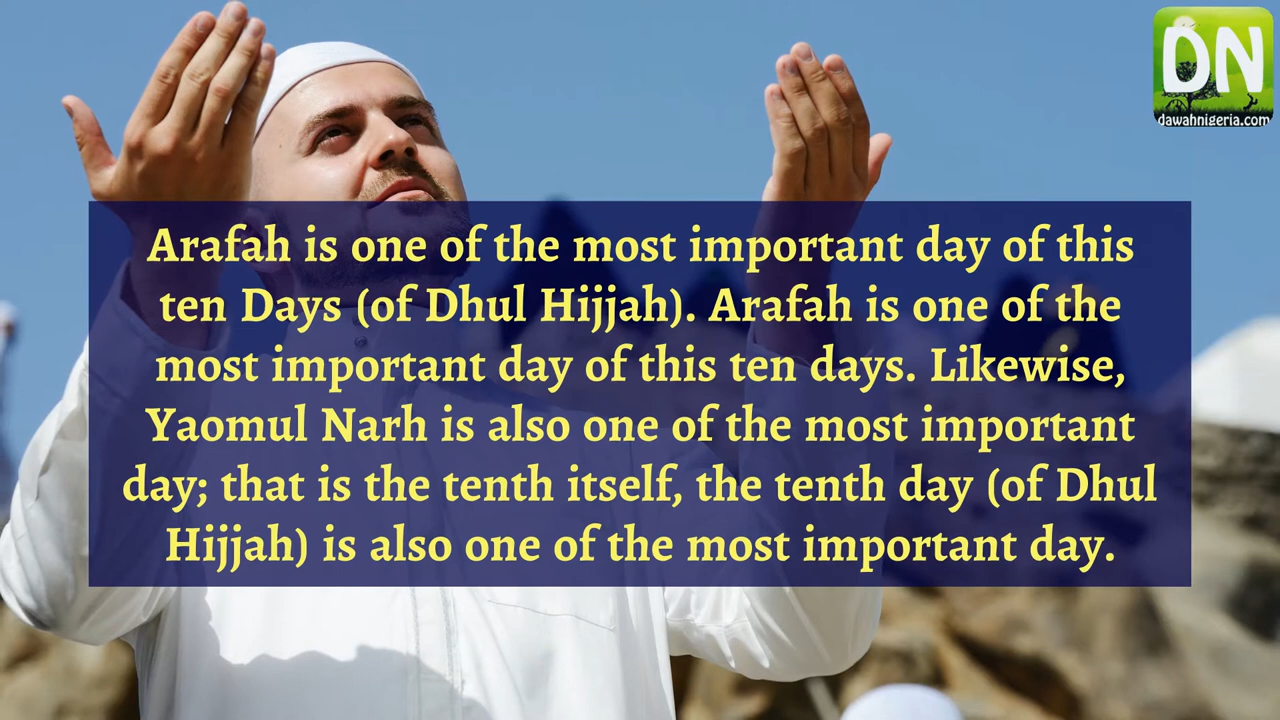 DN
dawahnigeria.com
Arafah is one of the most important day of this
ten Days (of Dhul Hijjah). Arafah is one of the
most important day of this ten days. Likewise,
Yaomul Narh is also one of the most important
day; that is the tenth itself, the tenth day (of Dhul
Hijjah) is also one of the most important day.